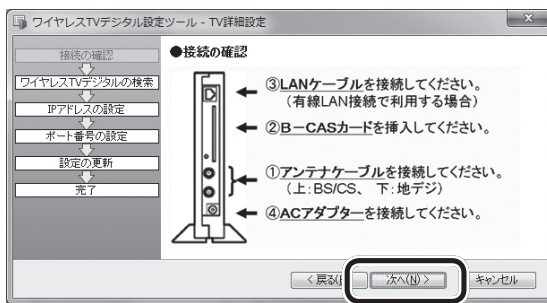 ワイヤレスTVデジタル設定ツール - TV詳細設定
接続の確認
ワイヤレスTVデジタルの検索
IPアドレスの設定
ポート番号の設定
設定の更新
完了
●接続の確認
③LANケーブルを接続してください。
（有線LAN接続で利用する場合）
②B－CASカードを挿入してください。
①アンテナケーブルを接続してください。
（上：BS/CS、 下：地デジ）
④ACアダプターを接続してください。
< 戻る(
次へ(N) >
キャンセル